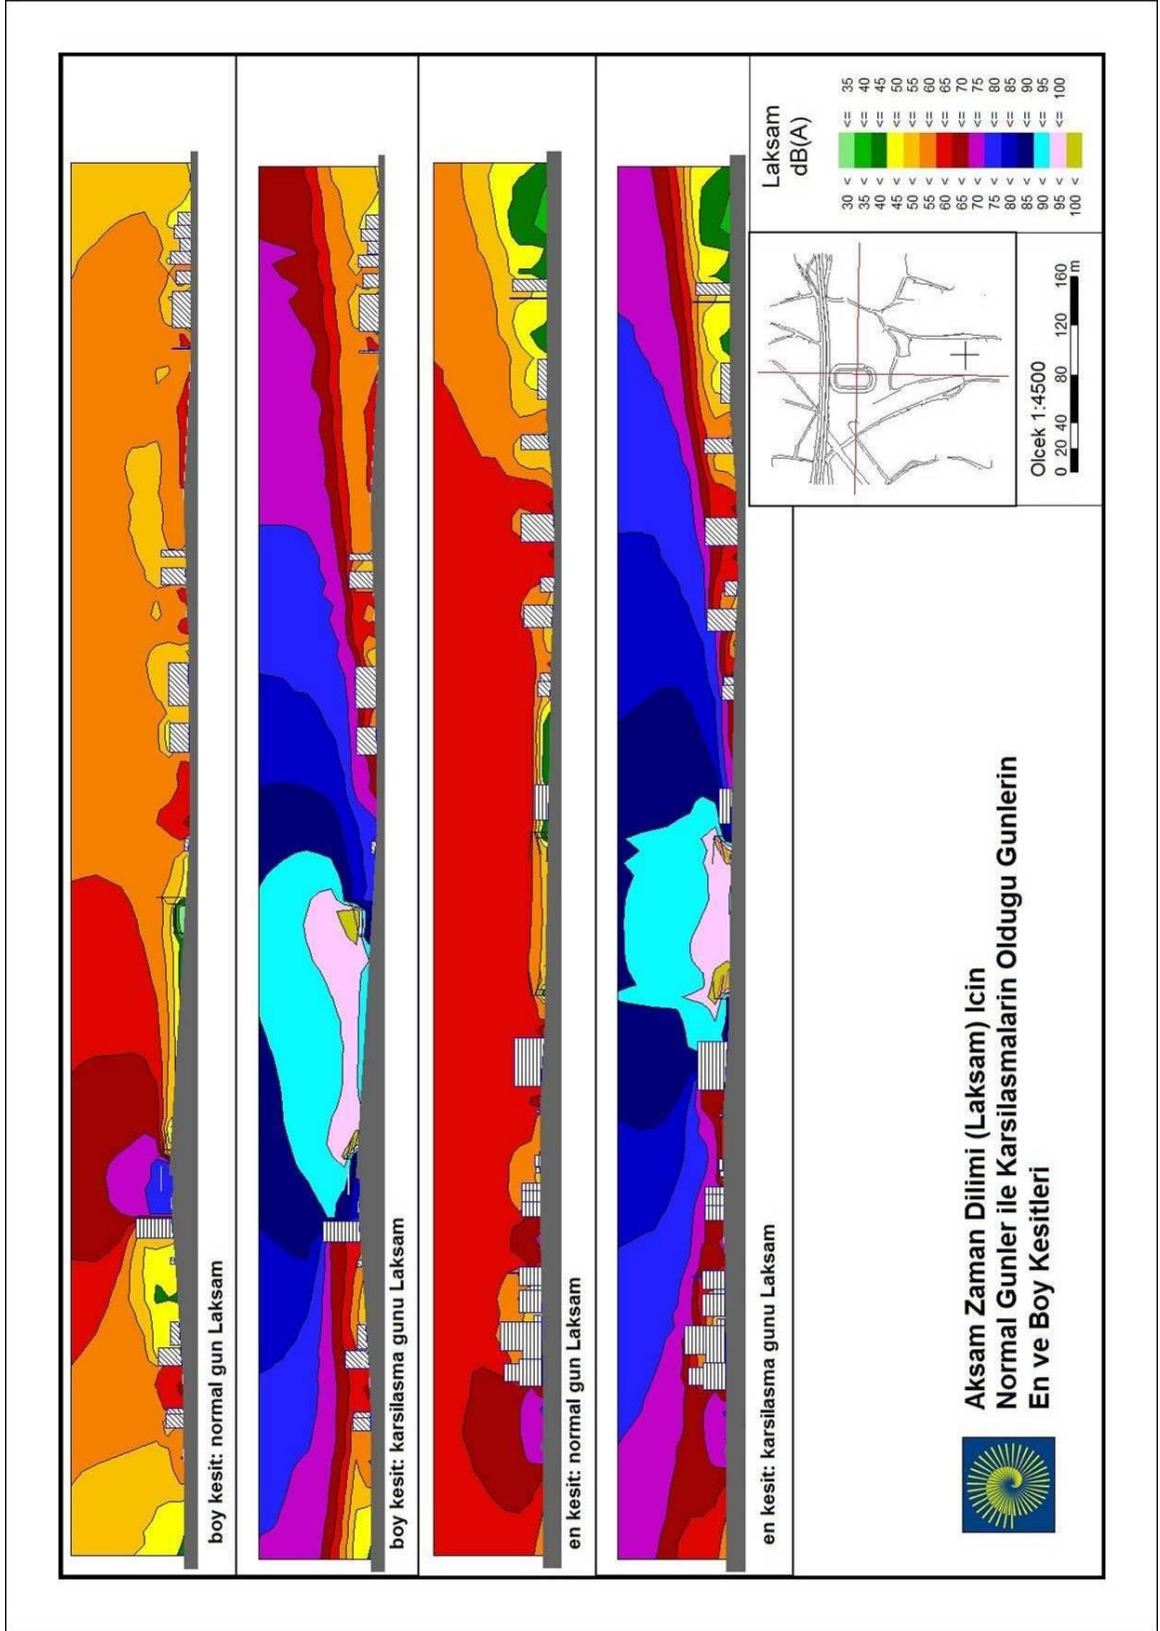 boy kesit: normal gun Laksam
boy kesit: karsilasma gunu Laksam
en kesit: normal gun Laksam
en kesit: karsilasma gunu Laksam
Laksam
dB(A)
30 < <= 35
35 < <= 40
40 < <= 45
45 < <= 50
50 < <= 55
55 < <= 60
60 < <= 65
65 < <= 70
70 < <= 75
75 < <= 80
80 < <= 85
85 < <= 90
90 < <= 95
95 < <= 100
100 <
Olcek 1:4500
0 20 40 80 120 160
m
Aksam Zaman Dilimi (Laksam) Icin
Normal Gunler ile Karsilasmalarin Oldugu Gunlerin
En ve Boy Kesitleri